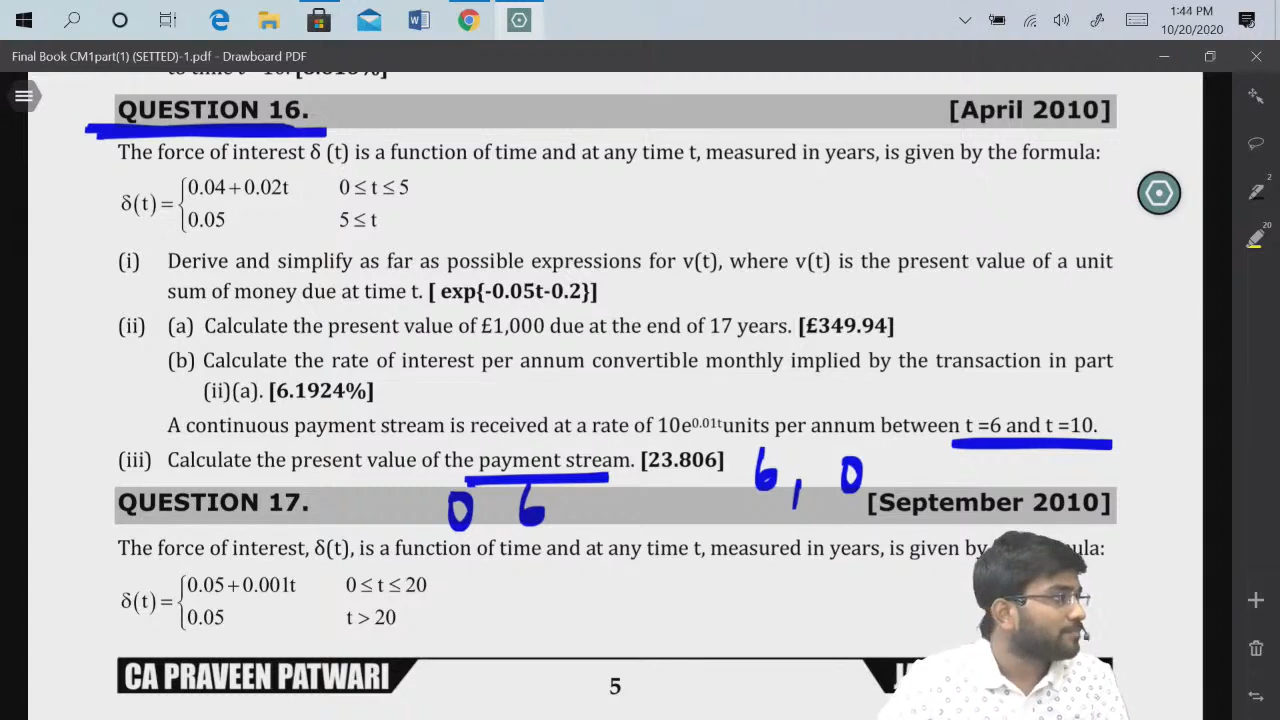 1:44 PM
10/20/2020
Final Book CM1part(1) (SETTED)-1.pdf - Drawboard PDF
QUESTION 16. [April 2010]
The force of interest δ (t) is a function of time and at any time t, measured in years, is given by the formula:
δ(t) = { 0.04 + 0.02t 0 ≤ t ≤ 5
0.05 5 ≤ t
(i) Derive and simplify as far as possible expressions for v(t), where v(t) is the present value of a unit
sum of money due at time t. [ exp{-0.05t-0.2}]
(ii) (a) Calculate the present value of £1,000 due at the end of 17 years. [£349.94]
(b) Calculate the rate of interest per annum convertible monthly implied by the transaction in part
(ii)(a). [6.1924%]
A continuous payment stream is received at a rate of 10e^0.01t units per annum between t =6 and t =10.
(iii) Calculate the present value of the payment stream. [23.806]
6, 0
0 6
QUESTION 17. [September 2010]
The force of interest, δ(t), is a function of time and at any time t, measured in years, is given by
δ(t) = { 0.05 + 0.001t 0 ≤ t ≤ 20
0.05 t > 20
CA PRAVEEN PATWARI 5
2
20